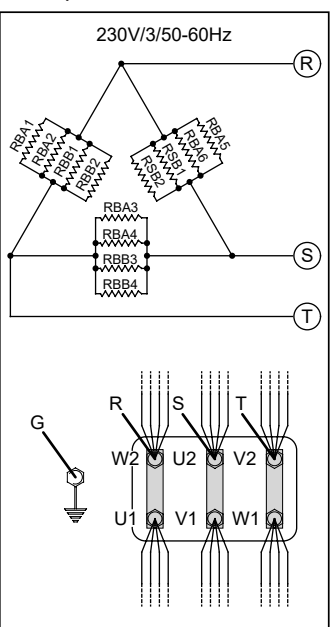 230V/3/50-60Hz
R
RBA1
RBA2
RBB1
RBB2
RBA5
RBA6
RSB1
RSB2
RBA3
RBA4
RBB3
RBB4
S
T
G
R S T
W2 U2 V2
U1 V1 W1